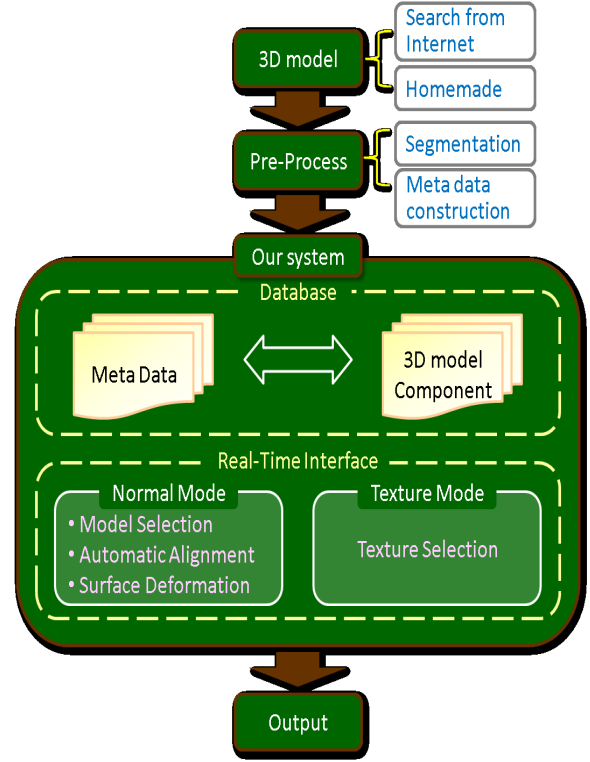 3D model
Search from
Internet
Homemade
Pre-Process
Segmentation
Meta data
construction
Our system
Database
Meta Data
3D model
Component
Real-Time Interface
Normal Mode
• Model Selection
• Automatic Alignment
• Surface Deformation
Texture Mode
Texture Selection
Output